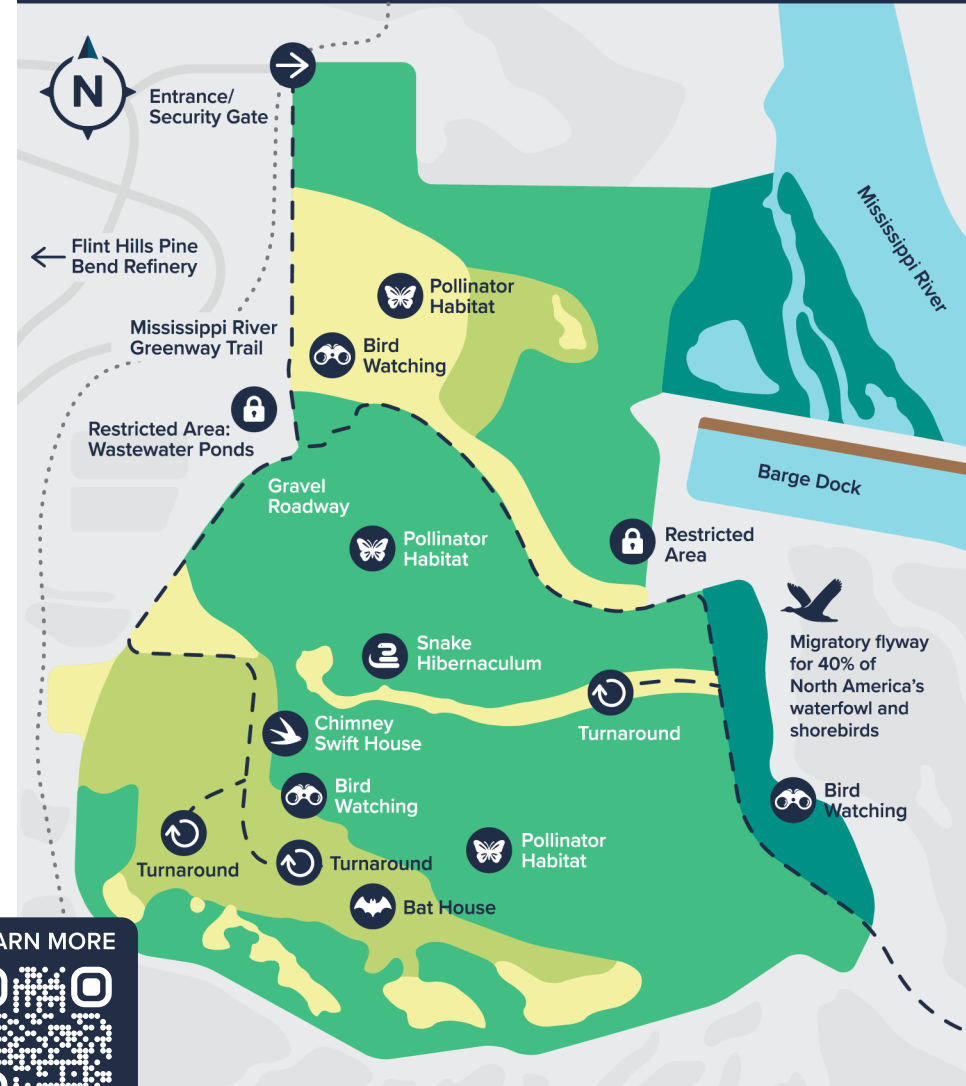 N
Entrance/
Security Gate
Flint Hills Pine
Bend Refinery
Mississippi River
Pollinator
Habitat
Mississippi River
Greenway Trail
Bird
Watching
Restricted Area:
Wastewater Ponds
Barge Dock
Gravel
Roadway
Pollinator
Habitat
Restricted
Area
Snake
Hibernaculum
Migratory flyway
for 40% of
North America’s
waterfowl and
shorebirds
Chimney
Swift House
Turnaround
Bird
Watching
Bird
Watching
Pollinator
Habitat
Turnaround
Turnaround
Bat House
ARN MORE